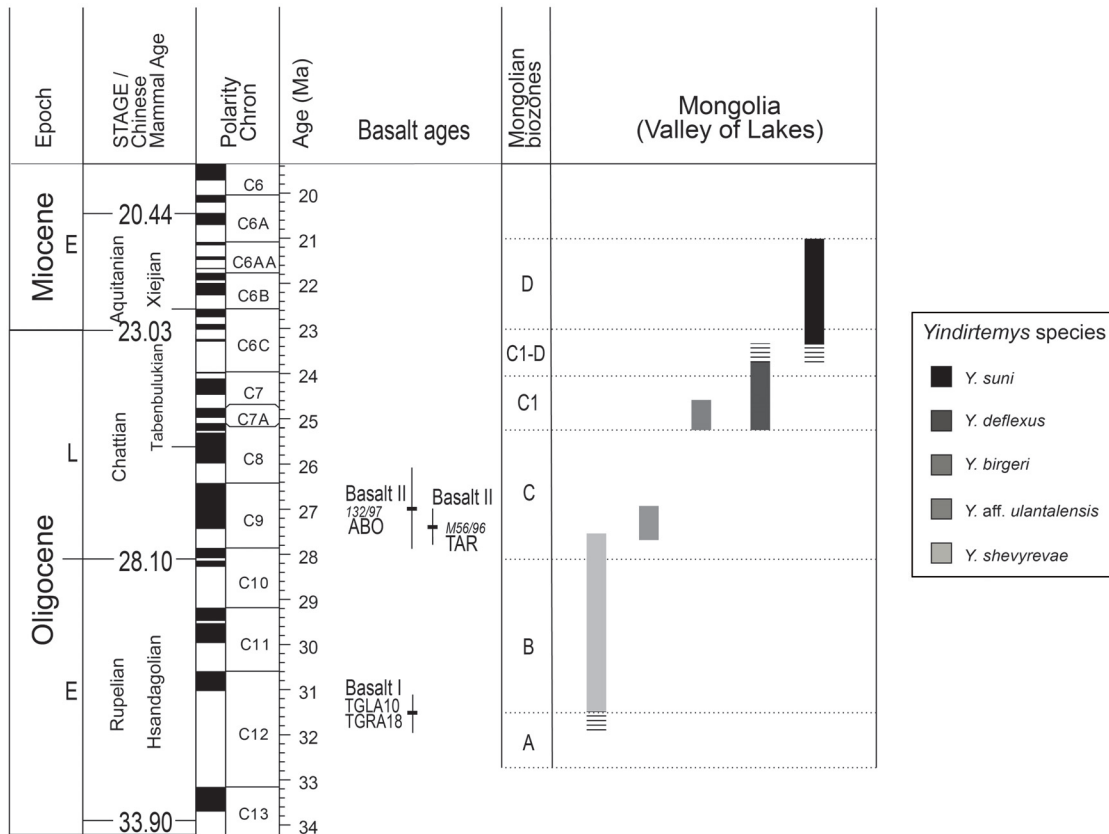 Epoch
STAGE /
Chinese
Mammal Age
Polarity
Chron
Age (Ma)
Basalt ages
Mongolian
biozones
Mongolia
(Valley of Lakes)
Miocene
E
Oligocene
L
E
20.44
23.03
28.10
33.90
Aquitanian
Xiejian
Chattian
Tabenbulukian
Rupelian
Hsandagolian
C6
C6A
C6AA
C6B
C6C
C7
C7A
C8
C9
C10
C11
C12
C13
20
21
22
23
24
25
26
27
28
29
30
31
32
33
34
Basalt II
132/97
ABO
Basalt II
M56/96
TAR
Basalt I
TGLA10
TGRA18
D
C1-D
C1
C
B
A
Yindirtemys species
Y. suni
Y. deflexus
Y. birgeri
Y. aff. ulantalensis
Y. shevyrevae